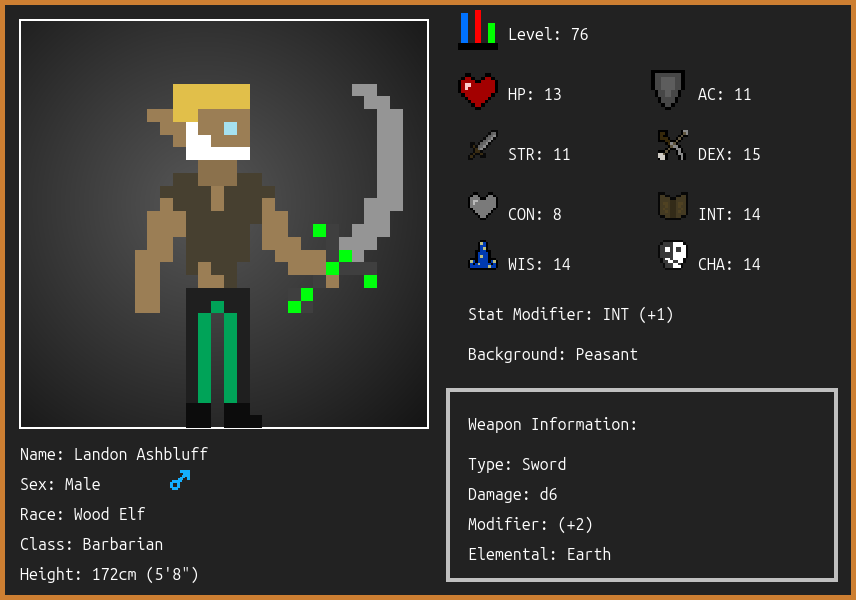 Level: 76
HP: 13
AC: 11
STR: 11
DEX: 15
CON: 8
INT: 14
WIS: 14
CHA: 14
Stat Modifier: INT (+1)
Background: Peasant
Weapon Information:
Type: Sword
Damage: d6
Modifier: (+2)
Elemental: Earth
Name: Landon Ashbluff
Sex: Male
Race: Wood Elf
Class: Barbarian
Height: 172cm (5'8")